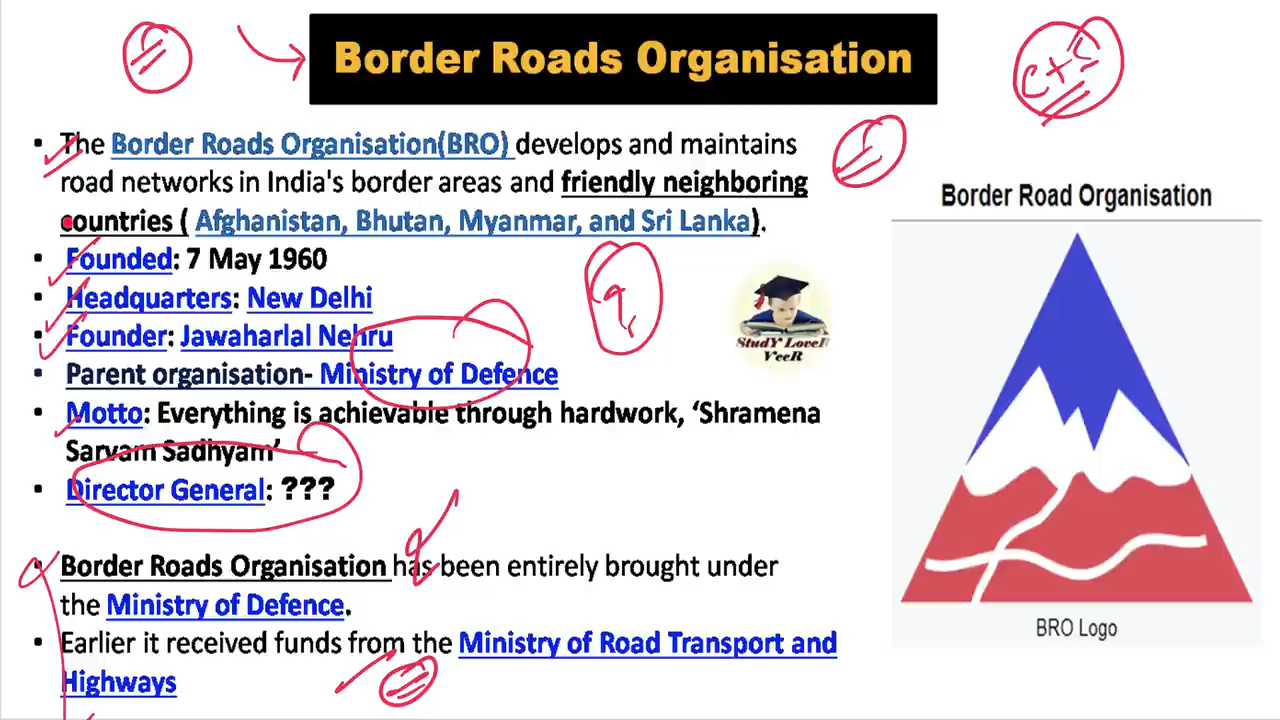 Border Roads Organisation
C+S
• The Border Roads Organisation(BRO) develops and maintains
road networks in India's border areas and friendly neighboring
countries ( Afghanistan, Bhutan, Myanmar, and Sri Lanka).
• Founded: 7 May 1960
• Headquarters: New Delhi
• Founder: Jawaharlal Nehru
• Parent organisation- Ministry of Defence
• Motto: Everything is achievable through hardwork, ‘Shramena
Sarvam Sadhyam’
• Director General: ???
Border Roads Organisation has been entirely brought under
the Ministry of Defence.
• Earlier it received funds from the Ministry of Road Transport and
Highways
StudY LoveR
VeeR
Border Road Organisation
BRO Logo